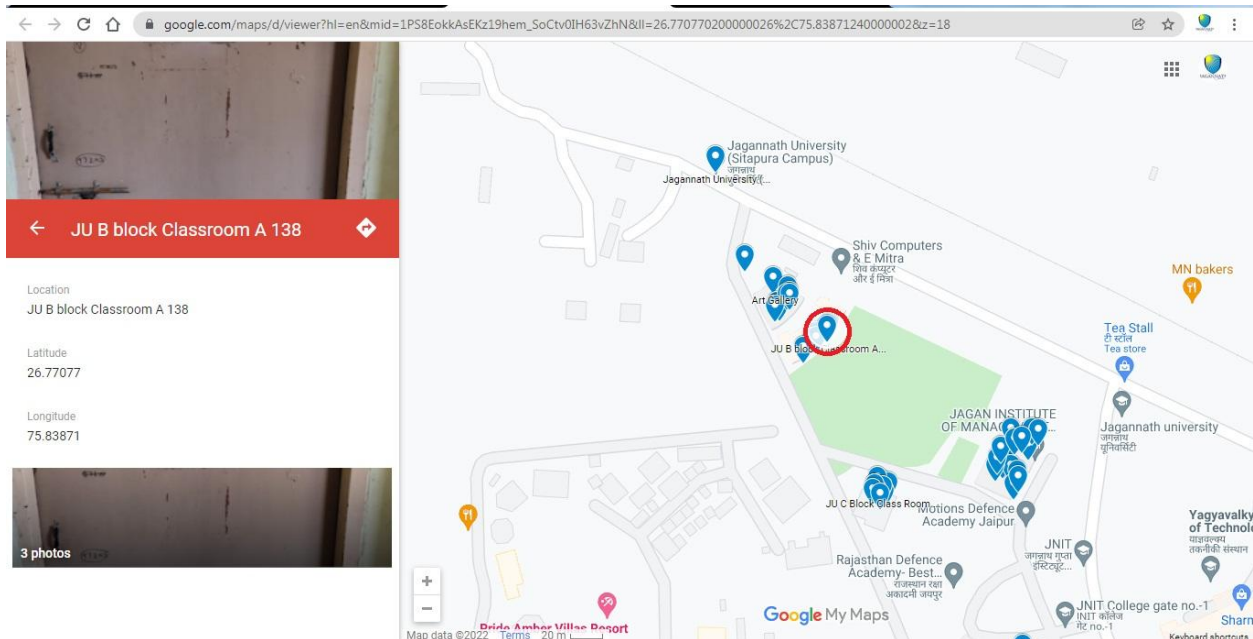 google.com/maps/d/viewer?hl=en&mid=1PS8EokkAsEKz19hem_SoCtv0IH63vZhN&ll=26.770770200000026%2C75.83871240000002&z=18
JU B block Classroom A 138
Location
JU B block Classroom A 138
Latitude
26.77077
Longitude
75.83871
3 photos
Jagannath University
(Sitapura Campus)
जगन्नाथ
Jagannath University(...
Shiv Computers
& E Mitra
शिव कंप्यूटर
और ई मित्रा
MN bakers
Art Gallery
JU B block Classroom A...
Tea Stall
टी स्टॉल
Tea store
JAGAN INSTITUTE
OF MANA
Jagannath university
जगन्नाथ
यूनिवर्सिटी
JU C Block Class Room
Motions Defence
Academy Jaipur
Yagyavalky
of Technol
याज्ञवल्क्य
तकनीकी संस्थान
JNIT
जगन्नाथ गुप्ता
इंस्टिट्यूट...
Rajasthan Defence
Academy- Best...
राजस्थान रक्षा
अकादमी जयपुर
JNIT College gate no.-1
JNIT कॉलेज
गेट no.-1
Sharm
Pride Amber Villas Resort
Google My Maps
Map data ©2022 Terms 20 m
Keyboard shortcuts